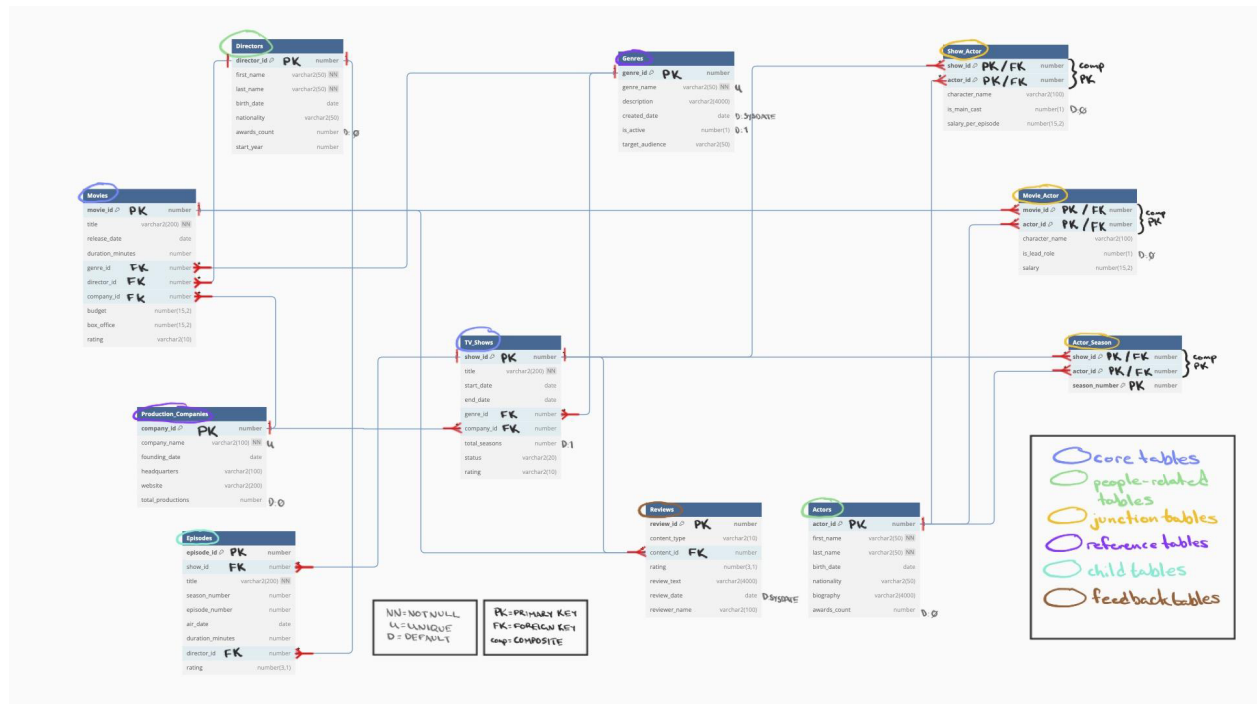 Directors
director_id PK number
first_name varchar2(50) NN
last_name varchar2(50) NN
birth_date date
nationality varchar2(50)
awards_count number D:0
start_year number
Genres
genre_id PK number
genre_name varchar2(50) NN U
description varchar2(4000)
created_date date D:SYSDATE
is_active number(1) D:1
target_audience varchar2(50)
Show_Actor
show_id PK/FK number
actor_id PK/FK number
comp
PK
character_name varchar2(100)
is_main_cast number(1) D:0
salary_per_episode number(15,2)
Movies
movie_id PK number
title varchar2(200) NN
release_date date
duration_minutes number
genre_id FK number
director_id FK number
company_id FK number
budget number(15,2)
box_office number(15,2)
rating varchar2(10)
Movie_Actor
movie_id PK / FK number
actor_id PK / FK number
comp
PK
character_name varchar2(100)
is_lead_role number(1) D:0
salary number(15,2)
TV_Shows
show_id PK number
title varchar2(200) NN
start_date date
end_date date
genre_id FK number
company_id FK number
total_seasons number D:1
status varchar2(20)
rating varchar2(10)
Actor_Season
show_id PK / FK number
actor_id PK / FK number
season_number PK number
comp
PK
Production_Companies
company_id PK number
company_name varchar2(100) NN U
founding_date date
headquarters varchar2(100)
website varchar2(200)
total_productions number D:0
Episodes
episode_id PK number
show_id FK number
title varchar2(200) NN
season_number number
episode_number number
air_date date
duration_minutes number
director_id FK number
rating number(3,1)
Reviews
review_id PK number
content_type varchar2(10)
content_id FK number
rating number(3,1)
review_text varchar2(4000)
review_date date D:SYSDATE
reviewer_name varchar2(100)
Actors
actor_id PK number
first_name varchar2(50) NN
last_name varchar2(50) NN
birth_date date
nationality varchar2(50)
biography varchar2(4000)
awards_count number D:0
NN=NOTNULL
U=UNIQUE
D=DEFAULT
PK=PRIMARY KEY
FK=FOREIGN KEY
comp=COMPOSITE
core tables
people-related
tables
junction tables
reference tables
child tables
feedback tables